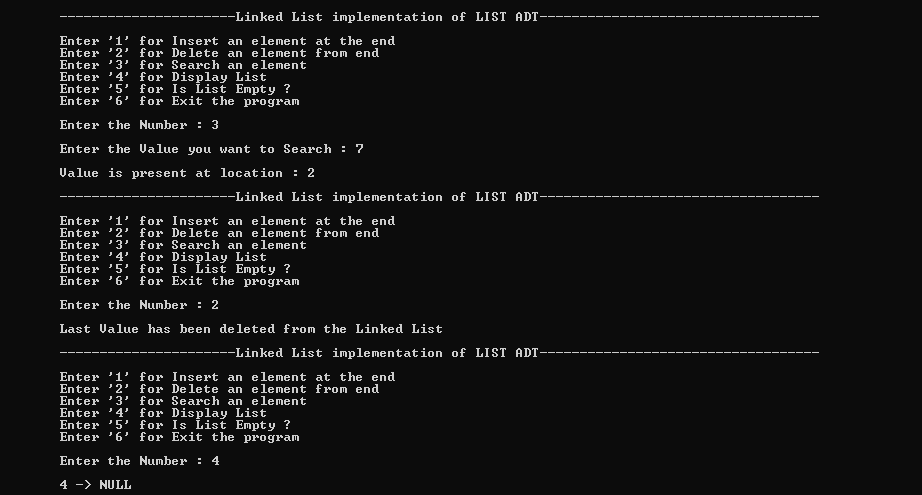 ----------------------Linked List implementation of LIST ADT-----------------------------------
Enter '1' for Insert an element at the end
Enter '2' for Delete an element from end
Enter '3' for Search an element
Enter '4' for Display List
Enter '5' for Is List Empty ?
Enter '6' for Exit the program
Enter the Number : 3
Enter the Value you want to Search : 7
Value is present at location : 2
----------------------Linked List implementation of LIST ADT-----------------------------------
Enter '1' for Insert an element at the end
Enter '2' for Delete an element from end
Enter '3' for Search an element
Enter '4' for Display List
Enter '5' for Is List Empty ?
Enter '6' for Exit the program
Enter the Number : 2
Last Value has been deleted from the Linked List
----------------------Linked List implementation of LIST ADT-----------------------------------
Enter '1' for Insert an element at the end
Enter '2' for Delete an element from end
Enter '3' for Search an element
Enter '4' for Display List
Enter '5' for Is List Empty ?
Enter '6' for Exit the program
Enter the Number : 4
4 -> NULL